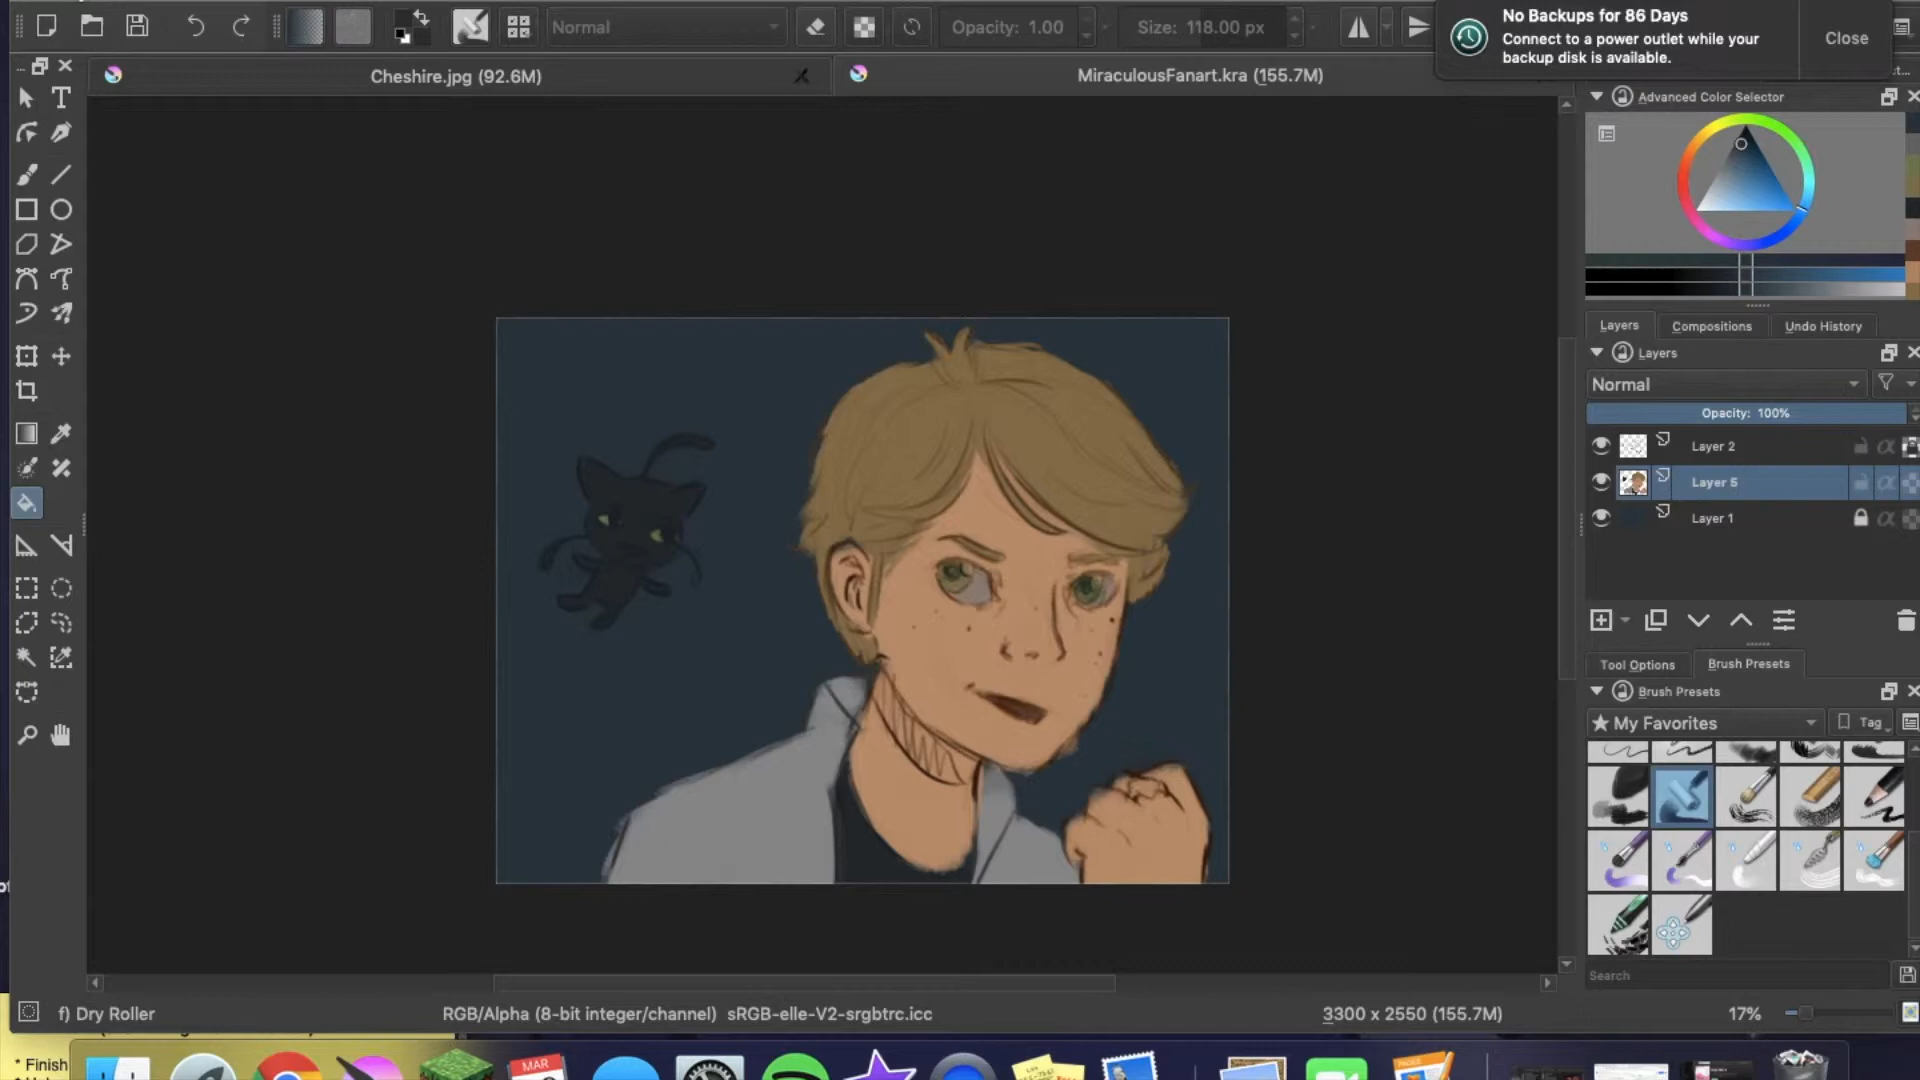 Normal
Opacity: 1.00
Size: 118.00 px
No Backups for 86 Days
Connect to a power outlet while your
backup disk is available.
Close
Cheshire.jpg (92.6M)
MiraculousFanart.kra (155.7M)
Advanced Color Selector
Layers
Compositions
Undo History
Layers
Normal
Opacity: 100%
Layer 2
Layer 5
Layer 1
Tool Options
Brush Presets
Brush Presets
★ My Favorites
Tag
Search
f) Dry Roller
RGB/Alpha (8-bit integer/channel) sRGB-elle-V2-srgbtrc.icc
3300 x 2550 (155.7M)
17%
* Finish
MAR